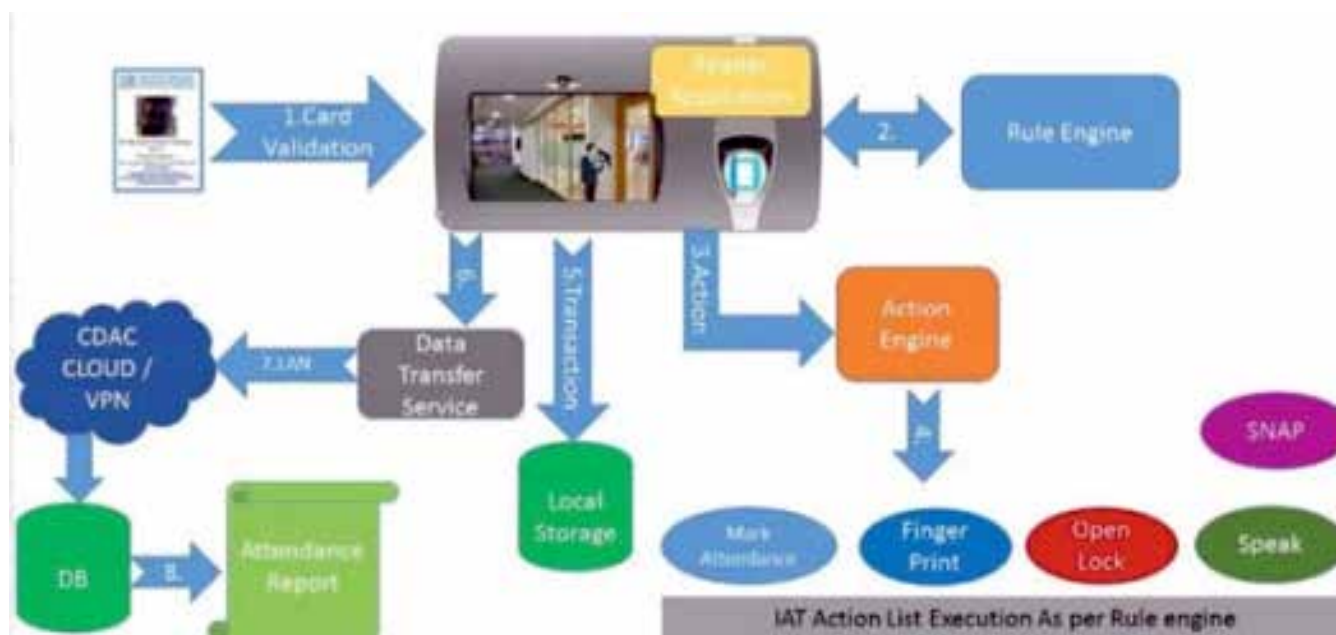 1.Card
Validation
Reader
2.
Rule Engine
3.Action
Action
Engine
4.
5.Transaction
6.
Data
Transfer
Service
7.LAN
CDAC
CLOUD /
VPN
DB
8.
Attendance
Report
Local
Storage
SNAP
Mark
Attendance
Finger
Print
Open
Lock
Speak
IAT Action List Execution As per Rule engine